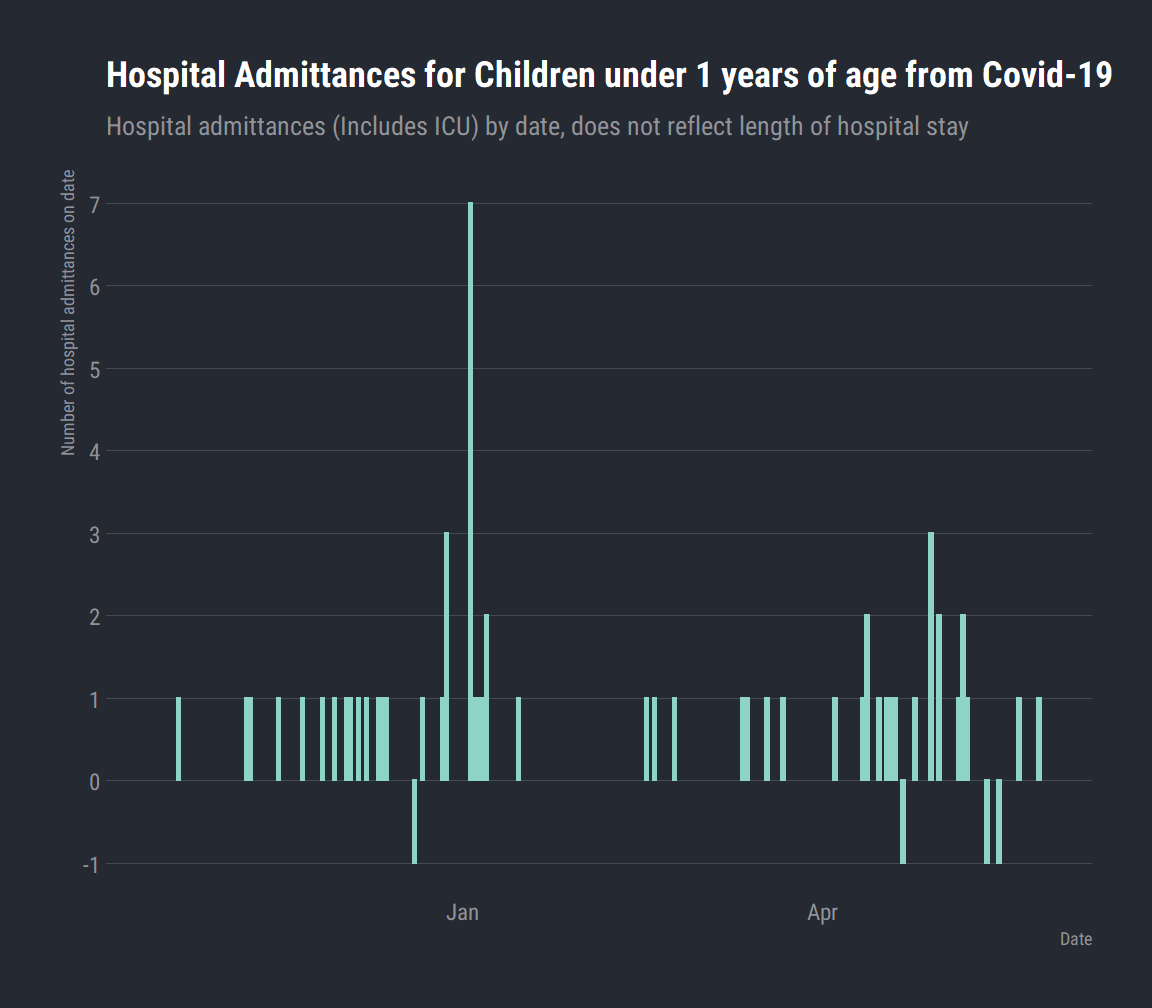 Hospital Admittances for Children under 1 years of age from Covid-19
Hospital admittances (Includes ICU) by date, does not reflect length of hospital stay
Number of hospital admittances on date
7
6
5
4
3
2
1
0
-1
Jan
Apr
Date